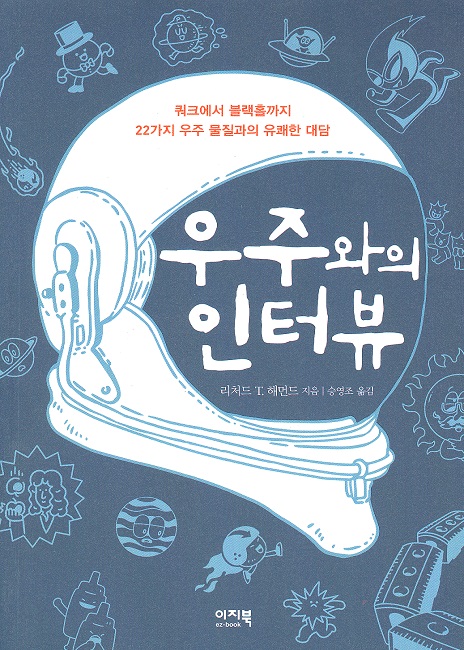 쿼크에서 블랙홀까지
22가지 우주 물질과의 유쾌한 대담
우주와의
인터뷰
리처드 T. 해먼드 지음 | 승영조 옮김
이지북
ez-book